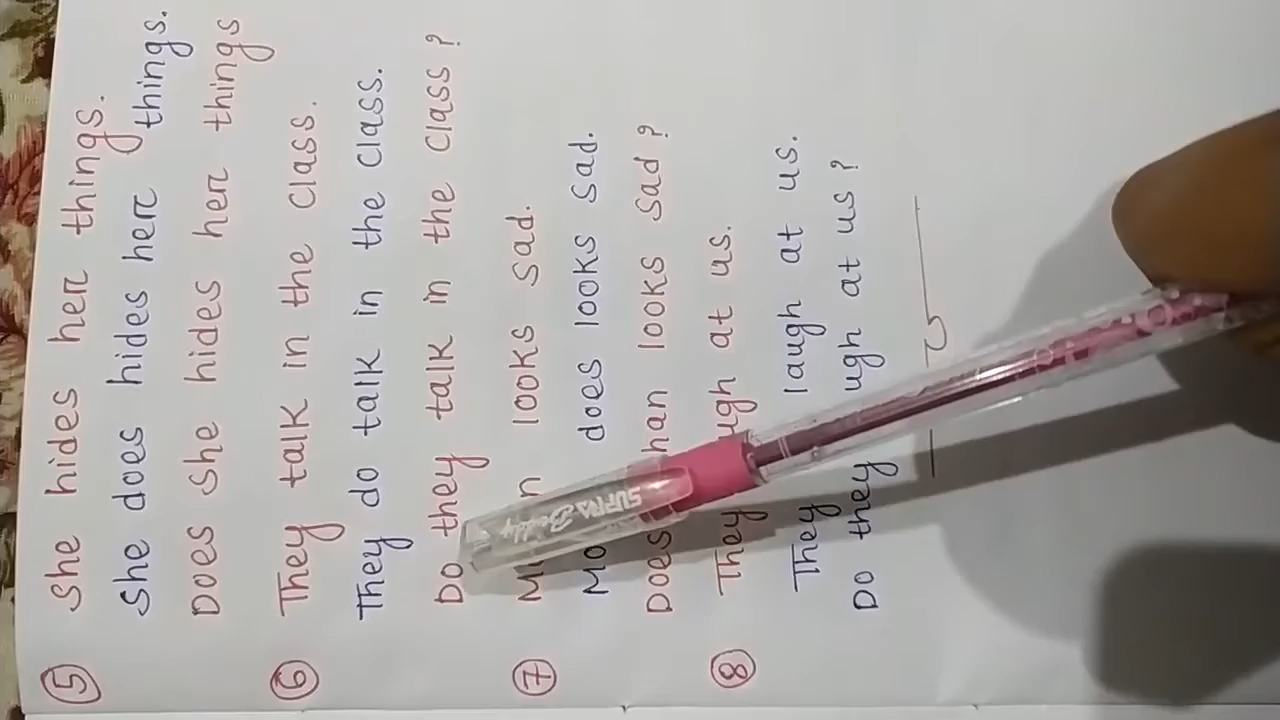 5 She hides her things.
She does hides her things.
Does she hides her things
6 They talk in the class.
They do talk in the class.
Do they talk in the class?
7 looks sad.
does looks sad.
Does looks sad?
8 They at us.
They laugh at us.
Do they at us?
SUPRA